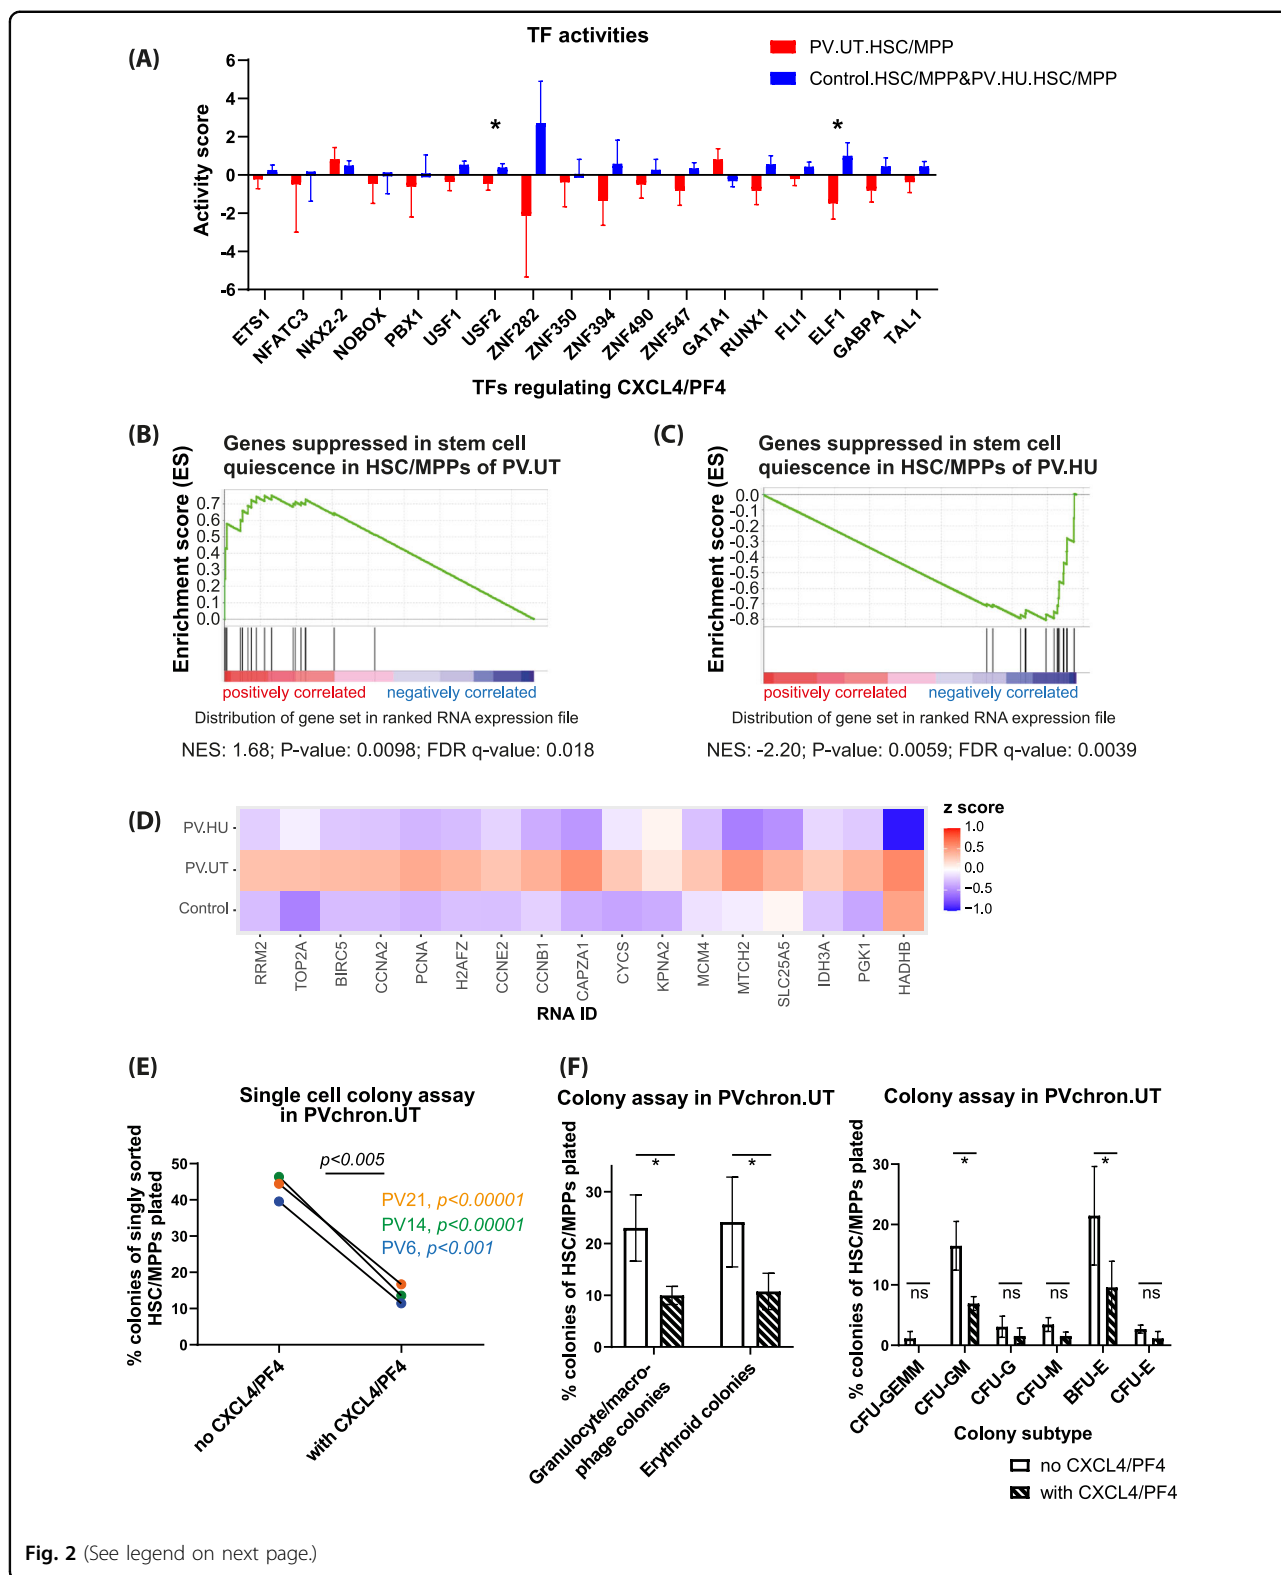 (A)
TF activities
PV.UT.HSC/MPP
Control.HSC/MPP&PV.HU.HSC/MPP
Activity score
6
4
2
0
-2
-4
-6
*
*
ETS1
NFATC3
NKX2-2
NOBOX
PBX1
USF1
USF2
ZNF282
ZNF350
ZNF394
ZNF490
ZNF547
GATA1
RUNX1
FLI1
ELF1
GABPA
TAL1
TFs regulating CXCL4/PF4
(B)
Genes suppressed in stem cell
quiescence in HSC/MPPs of PV.UT
Enrichment score (ES)
0.7
0.6
0.5
0.4
0.3
0.2
0.1
0.0
positively correlated
negatively correlated
Distribution of gene set in ranked RNA expression file
NES: 1.68; P-value: 0.0098; FDR q-value: 0.018
(C)
Genes suppressed in stem cell
quiescence in HSC/MPPs of PV.HU
Enrichment score (ES)
0.0
-0.1
-0.2
-0.3
-0.4
-0.5
-0.6
-0.7
-0.8
positively correlated
negatively correlated
Distribution of gene set in ranked RNA expression file
NES: -2.20; P-value: 0.0059; FDR q-value: 0.0039
(D)
PV.HU
PV.UT
Control
z score
1.0
0.5
0.0
−0.5
−1.0
RRM2
TOP2A
BIRC5
CCNA2
PCNA
H2AFZ
CCNE2
CCNB1
CAPZA1
CYCS
KPNA2
MCM4
MTCH2
SLC25A5
IDH3A
PGK1
HADHB
RNA ID
(E)
Single cell colony assay
in PVchron.UT
% colonies of singly sorted
HSC/MPPs plated
50
40
30
20
10
0
p<0.005
PV21, p<0.00001
PV14, p<0.00001
PV6, p<0.001
no CXCL4/PF4
with CXCL4/PF4
(F)
Colony assay in PVchron.UT
% colonies of HSC/MPPs plated
30
20
10
0
*
*
Granulocyte/macro-
phage colonies
Erythroid colonies
Colony assay in PVchron.UT
% colonies of HSC/MPPs plated
30
20
10
0
ns
*
ns
ns
*
ns
CFU-GEMM
CFU-GM
CFU-G
CFU-M
BFU-E
CFU-E
Colony subtype
no CXCL4/PF4
with CXCL4/PF4
Fig. 2 (See legend on next page.)